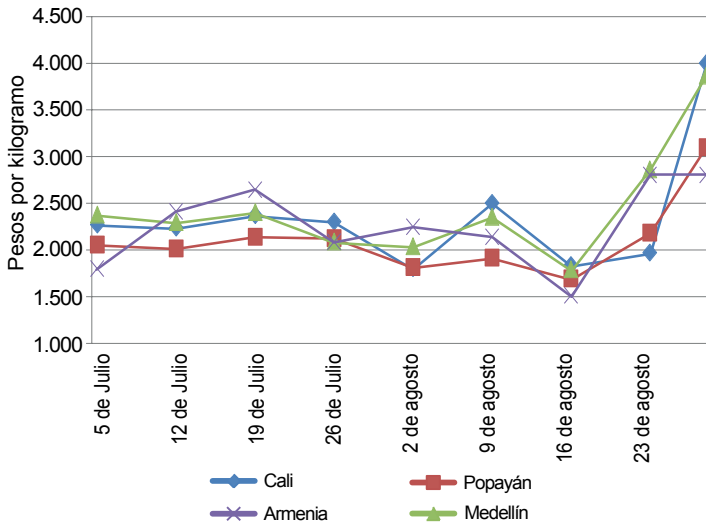 4.500
4.000
3.500
3.000
2.500
2.000
1.500
1.000
Pesos por kilogramo
5 de Julio
12 de Julio
19 de Julio
26 de Julio
2 de agosto
9 de agosto
16 de agosto
23 de agosto
Cali
Popayán
Armenia
Medellín